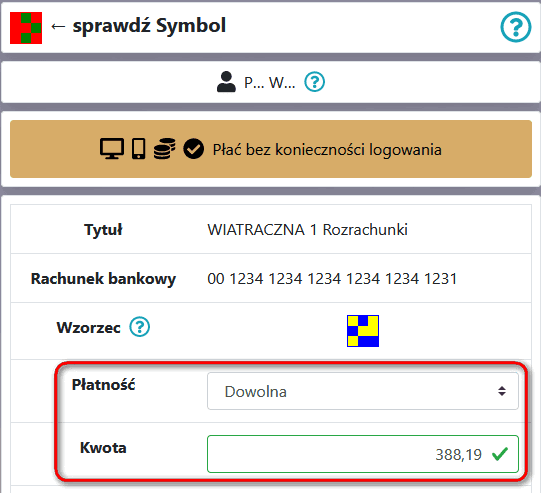 ← sprawdź Symbol
P... W...
Płać bez konieczności logowania
Tytuł WIATRACZNA 1 Rozrachunki
Rachunek bankowy 00 1234 1234 1234 1234 1234 1231
Wzorzec
Płatność Dowolna
Kwota 388,19